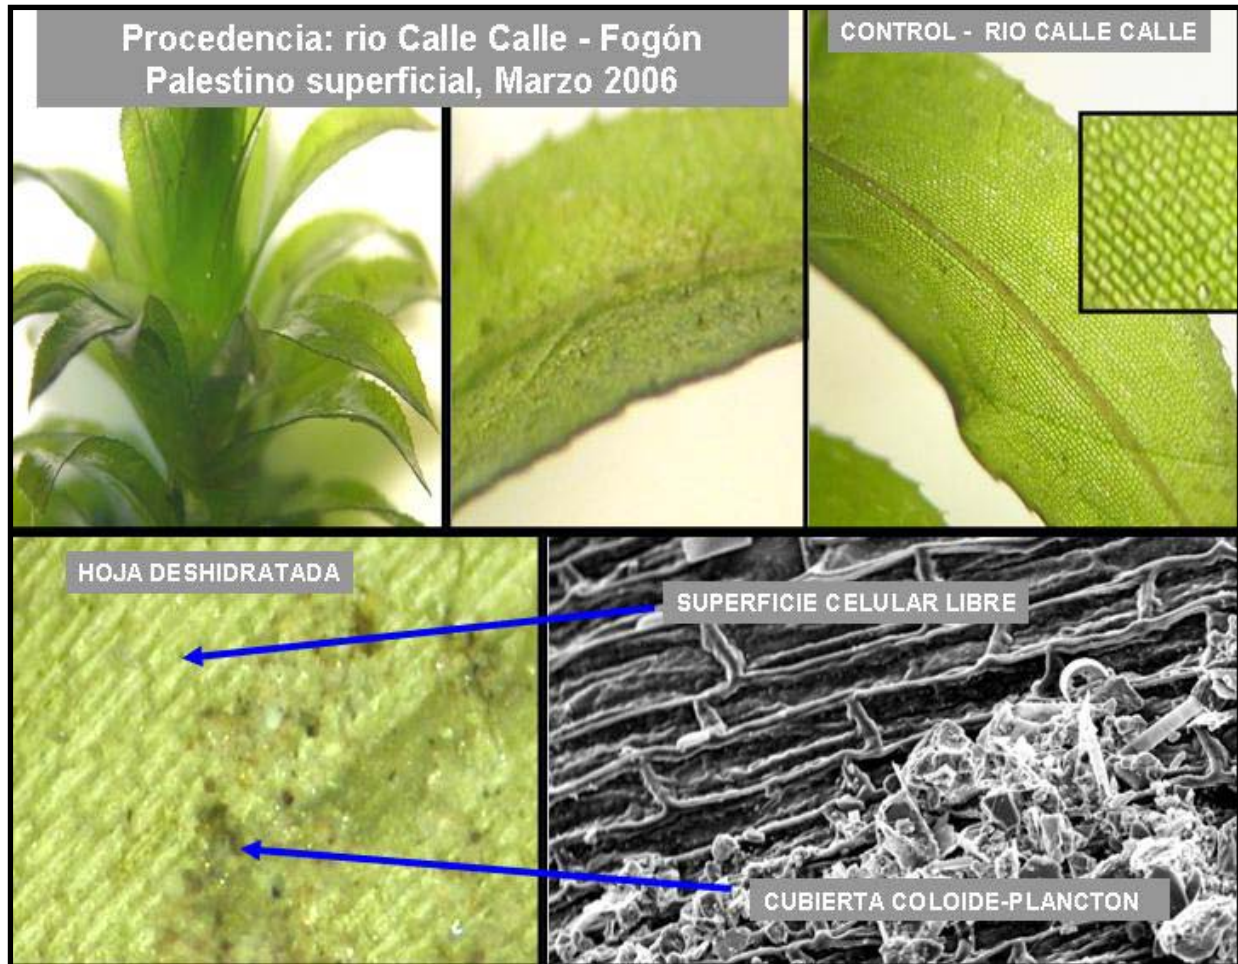 Procedencia: rio Calle Calle - Fogón
Palestino superficial, Marzo 2006
CONTROL - RIO CALLE CALLE
HOJA DESHIDRATADA
SUPERFICIE CELULAR LIBRE
CUBIERTA COLOIDE-PLANCTON